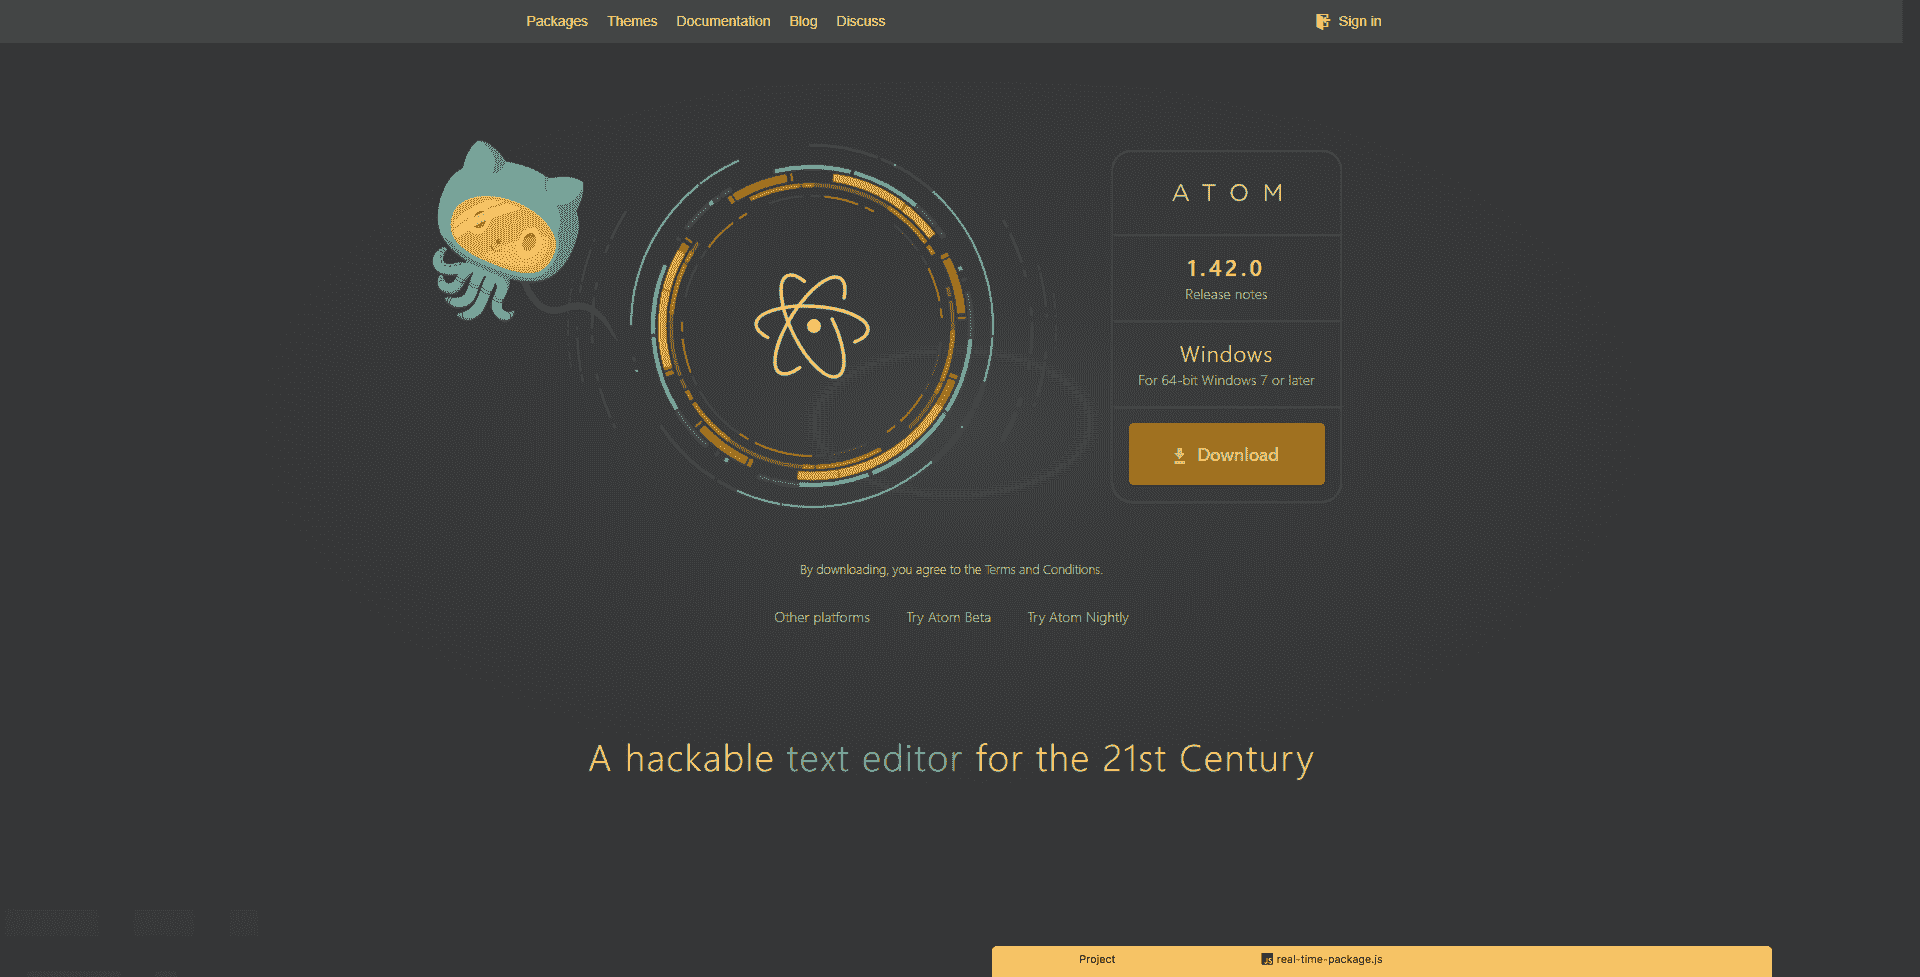 Packages Themes Documentation Blog Discuss Sign in
ATOM
1.42.0
Release notes
Windows
For 64-bit Windows 7 or later
Download
By downloading, you agree to the Terms and Conditions.
Other platforms Try Atom Beta Try Atom Nightly
A hackable text editor for the 21st Century
Project JS real-time-package.js